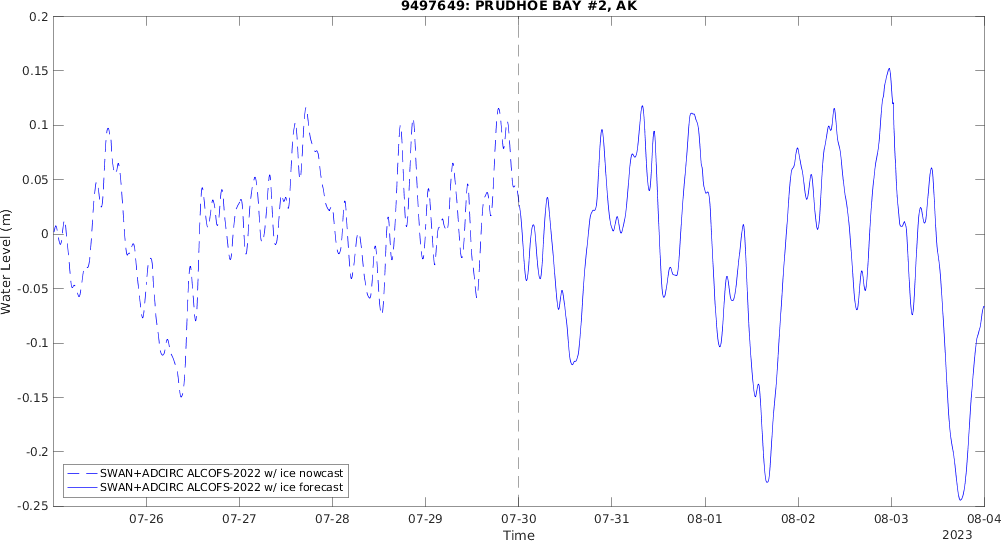 9497649: PRUDHOE BAY #2, AK
Water Level (m)
0.2
0.15
0.1
0.05
0
-0.05
-0.1
-0.15
-0.2
-0.25
SWAN+ADCIRC ALCOFS-2022 w/ ice nowcast
SWAN+ADCIRC ALCOFS-2022 w/ ice forecast
07-26 07-27 07-28 07-29 07-30 07-31 08-01 08-02 08-03 08-04
Time
2023